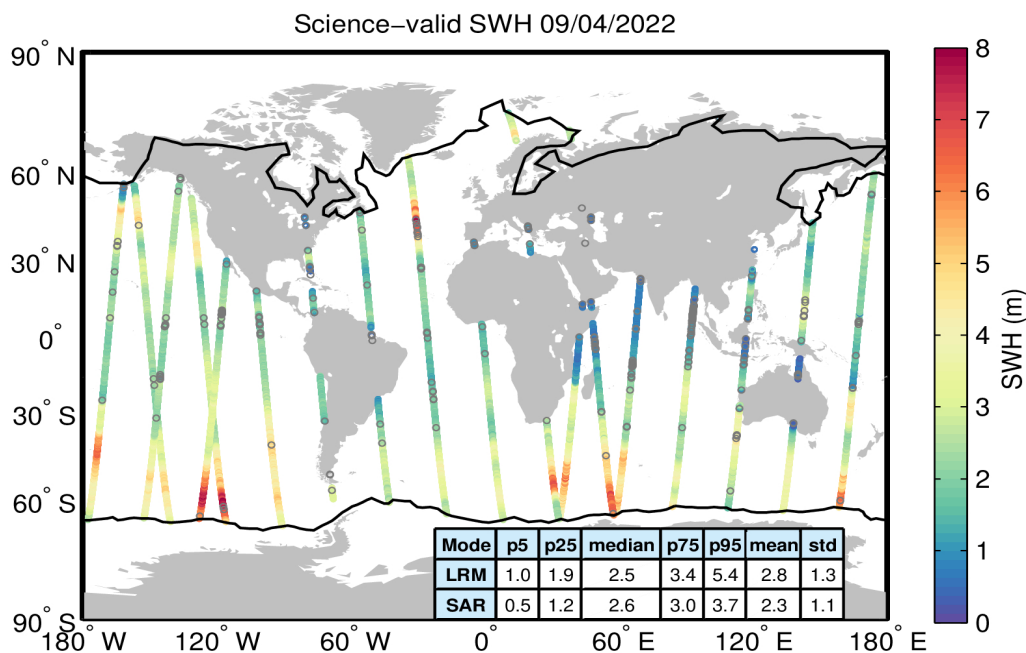 Science−valid SWH 09/04/2022
90° N
60° N
30° N
0°
30° S
60° S
90° S
180° W
120° W
60° W
0°
60° E
120° E
180° E
Mode p5 p25 median p75 p95 mean std
LRM 1.0 1.9 2.5 3.4 5.4 2.8 1.3
SAR 0.5 1.2 2.6 3.0 3.7 2.3 1.1
8
7
6
5
4
3
2
1
0
SWH (m)